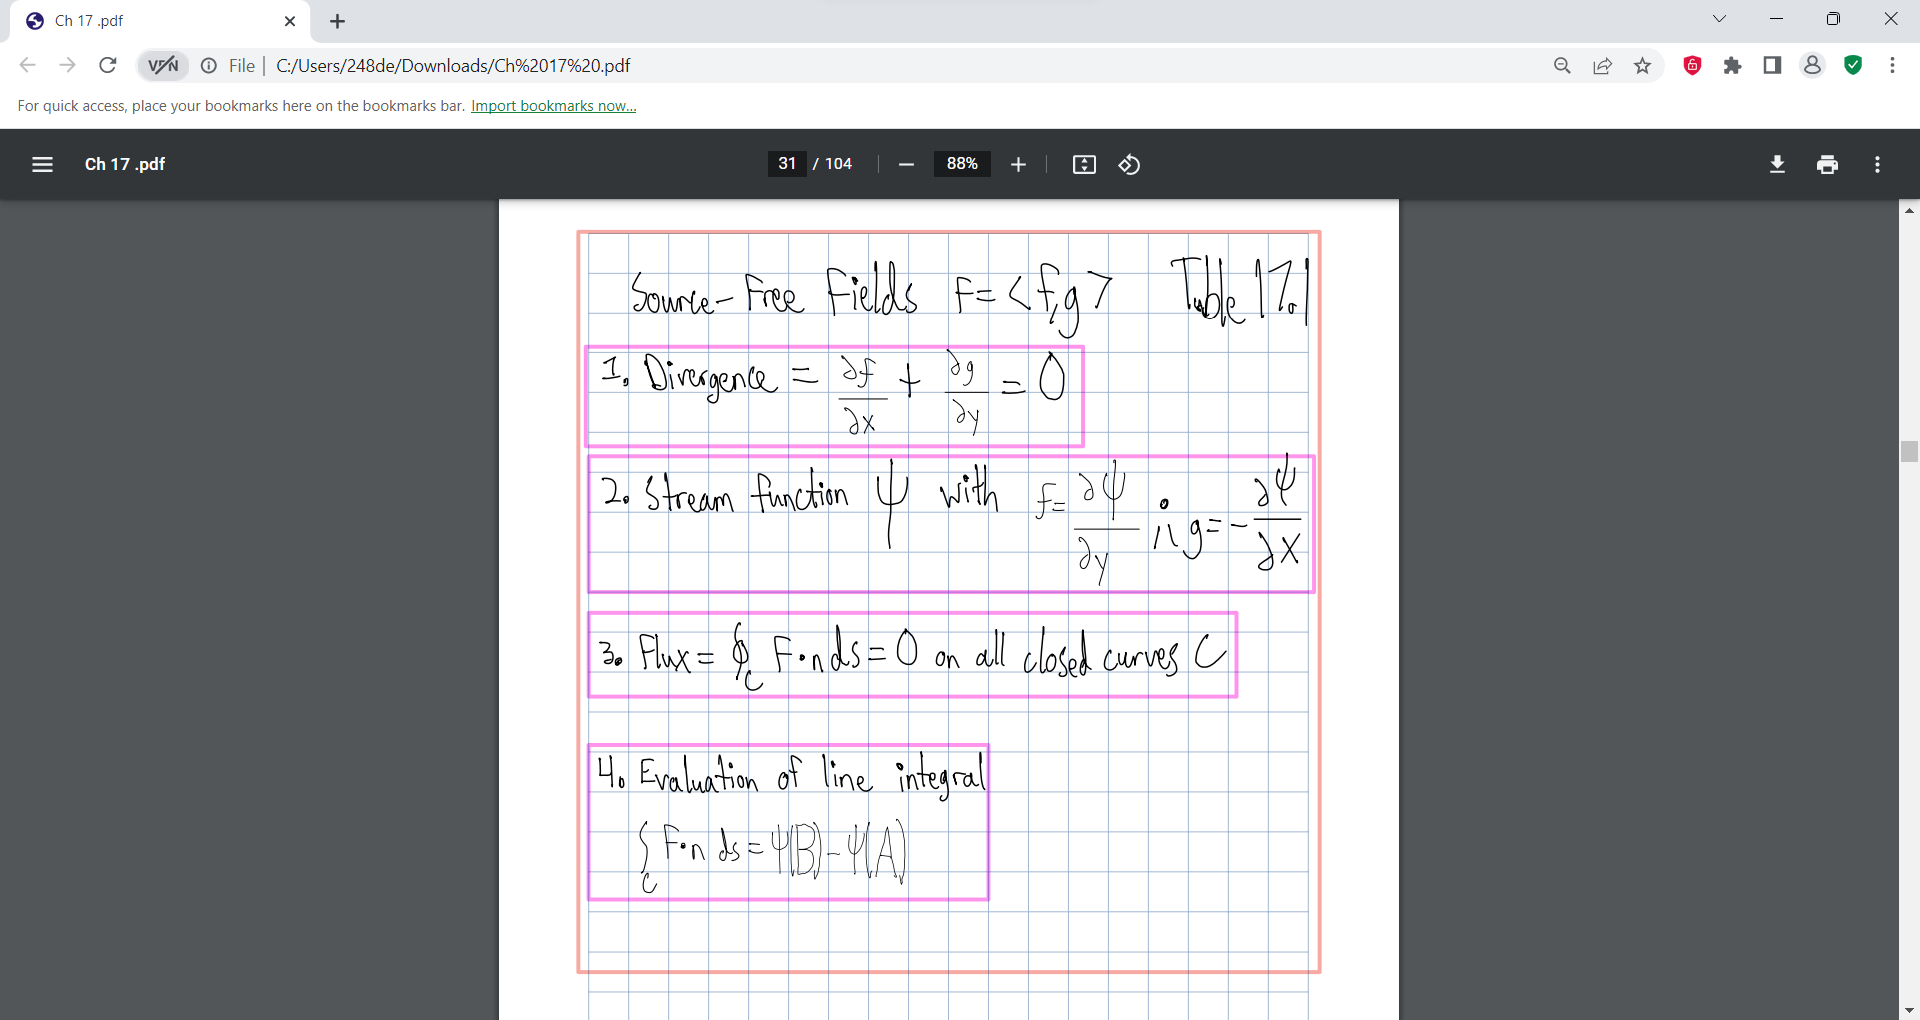 Ch 17 .pdf
VPN File C:/Users/248de/Downloads/Ch%2017%20.pdf
For quick access, place your bookmarks here on the bookmarks bar. Import bookmarks now...
Ch 17 .pdf 31 / 104 88%
Source-Free Fields F = <f,g> Table 17.1
1. Divergence = ∂f/∂x + ∂g/∂y = 0
2. Stream function ψ with f = ∂ψ/∂y ; g = -∂ψ/∂x
3. Flux = ∮_C F·n ds = 0 on all closed curves C
4. Evaluation of line integral
∫_C F·n ds = ψ(B) - ψ(A)